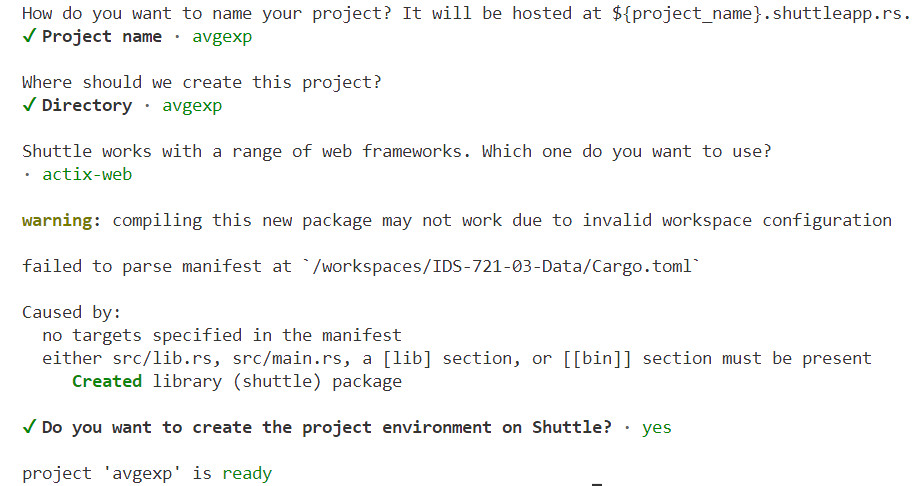 How do you want to name your project? It will be hosted at ${project_name}.shuttleapp.rs.
✓ Project name · avgexp
Where should we create this project?
✓ Directory · avgexp
Shuttle works with a range of web frameworks. Which one do you want to use?
· actix-web
warning: compiling this new package may not work due to invalid workspace configuration
failed to parse manifest at `/workspaces/IDS-721-03-Data/Cargo.toml`
Caused by:
no targets specified in the manifest
either src/lib.rs, src/main.rs, a [lib] section, or [[bin]] section must be present
Created library (shuttle) package
✓ Do you want to create the project environment on Shuttle? · yes
project 'avgexp' is ready